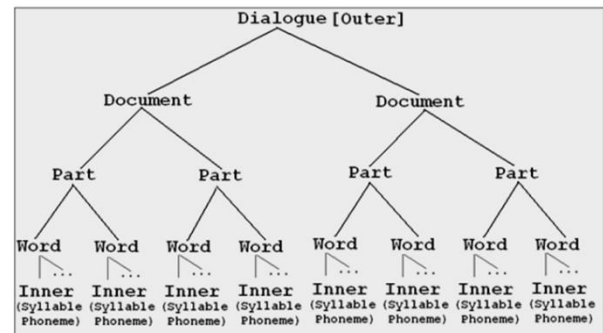 Dialogue [Outer]
Document Document
Part Part Part Part
Word Word Word Word Word Word Word Word
... ... ... ... ... ... ... ...
Inner Inner Inner Inner Inner Inner Inner Inner
(Syllable (Syllable (Syllable (Syllable (Syllable (Syllable (Syllable (Syllable
Phoneme) Phoneme) Phoneme) Phoneme) Phoneme) Phoneme) Phoneme) Phoneme)